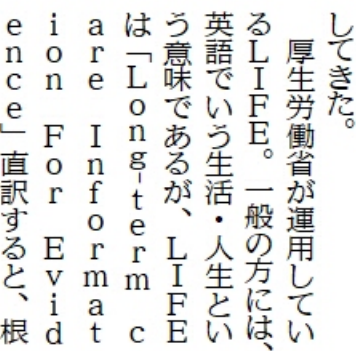 してきた。
　厚生労働省が運用してい
るLIFE。一般の方には、
英語でいう生活・人生とい
う意味であるが、LIFE
は「Long-term c
are Informat
ion For Evid
ence」直訳すると、根